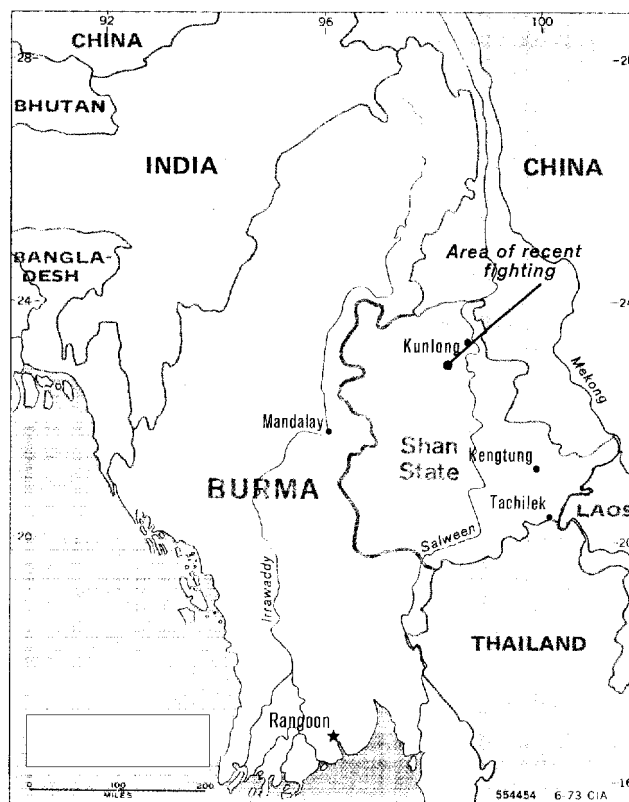 92
96
100
CHINA
28
28
BHUTAN
INDIA
CHINA
BANGLA-
DESH
Area of recent
fighting
24
24
Kunlong
Mekong
Mandalay
Shan
State
Kengtung
BURMA
Tachilek
LAOS
20
20
Salween
Irrawaddy
THAILAND
Rangoon
16
0 100 200
MILES
554454 6-73 CIA